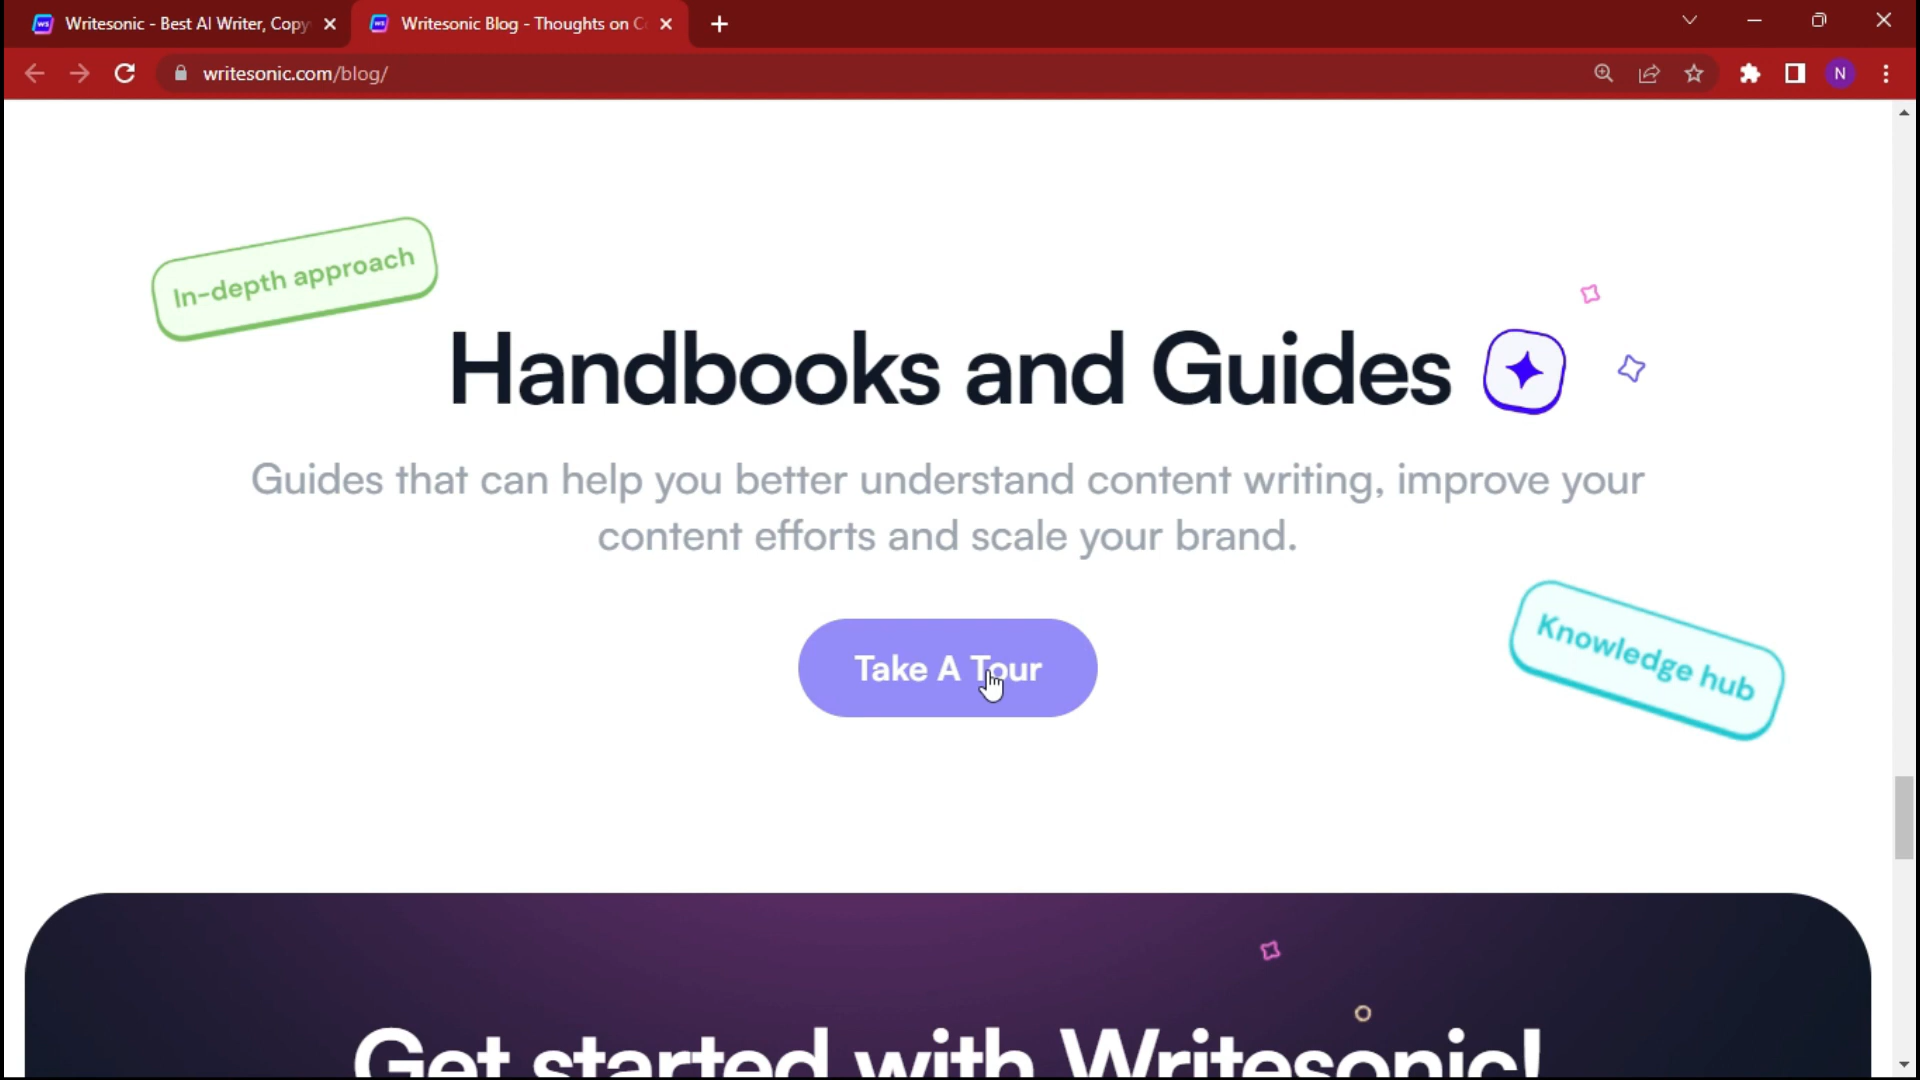 Writesonic - Best AI Writer, Copy
Writesonic Blog - Thoughts on C
writesonic.com/blog/
N
In-depth approach
Handbooks and Guides
Guides that can help you better understand content writing, improve your
content efforts and scale your brand.
Take A Tour
Knowledge hub
Get started with Writesonic!